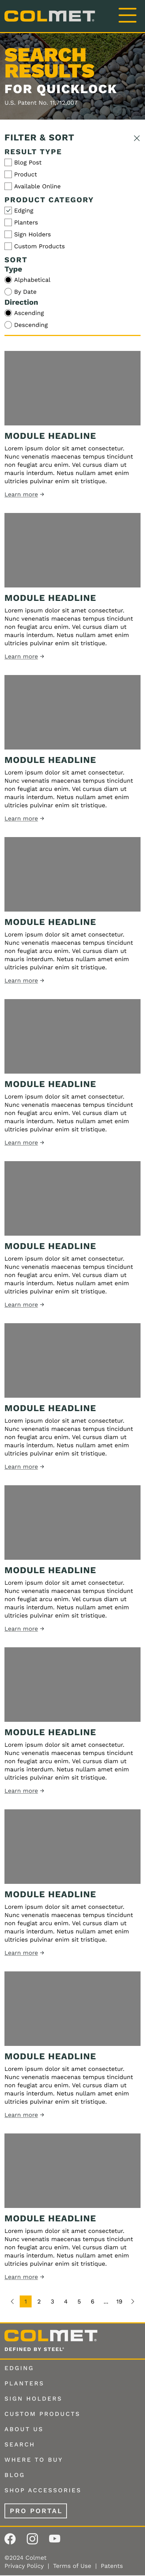 COLMET
SEARCH
RESULTS
FOR QUICKLOCK
U.S. Patent No. 11,712,007
FILTER & SORT
RESULT TYPE
Blog Post
Product
Available Online
PRODUCT CATEGORY
Edging
Planters
Sign Holders
Custom Products
SORT
Type
Alphabetical
By Date
Direction
Ascending
Descending
MODULE HEADLINE
Lorem ipsum dolor sit amet consectetur.
Nunc venenatis maecenas tempus tincidunt
non feugiat arcu enim. Vel cursus diam ut
mauris interdum. Netus nullam amet enim
ultricies pulvinar enim sit tristique.
Learn more →
MODULE HEADLINE
Lorem ipsum dolor sit amet consectetur.
Nunc venenatis maecenas tempus tincidunt
non feugiat arcu enim. Vel cursus diam ut
mauris interdum. Netus nullam amet enim
ultricies pulvinar enim sit tristique.
Learn more →
MODULE HEADLINE
Lorem ipsum dolor sit amet consectetur.
Nunc venenatis maecenas tempus tincidunt
non feugiat arcu enim. Vel cursus diam ut
mauris interdum. Netus nullam amet enim
ultricies pulvinar enim sit tristique.
Learn more →
MODULE HEADLINE
Lorem ipsum dolor sit amet consectetur.
Nunc venenatis maecenas tempus tincidunt
non feugiat arcu enim. Vel cursus diam ut
mauris interdum. Netus nullam amet enim
ultricies pulvinar enim sit tristique.
Learn more →
MODULE HEADLINE
Lorem ipsum dolor sit amet consectetur.
Nunc venenatis maecenas tempus tincidunt
non feugiat arcu enim. Vel cursus diam ut
mauris interdum. Netus nullam amet enim
ultricies pulvinar enim sit tristique.
Learn more →
MODULE HEADLINE
Lorem ipsum dolor sit amet consectetur.
Nunc venenatis maecenas tempus tincidunt
non feugiat arcu enim. Vel cursus diam ut
mauris interdum. Netus nullam amet enim
ultricies pulvinar enim sit tristique.
Learn more →
MODULE HEADLINE
Lorem ipsum dolor sit amet consectetur.
Nunc venenatis maecenas tempus tincidunt
non feugiat arcu enim. Vel cursus diam ut
mauris interdum. Netus nullam amet enim
ultricies pulvinar enim sit tristique.
Learn more →
MODULE HEADLINE
Lorem ipsum dolor sit amet consectetur.
Nunc venenatis maecenas tempus tincidunt
non feugiat arcu enim. Vel cursus diam ut
mauris interdum. Netus nullam amet enim
ultricies pulvinar enim sit tristique.
Learn more →
MODULE HEADLINE
Lorem ipsum dolor sit amet consectetur.
Nunc venenatis maecenas tempus tincidunt
non feugiat arcu enim. Vel cursus diam ut
mauris interdum. Netus nullam amet enim
ultricies pulvinar enim sit tristique.
Learn more →
MODULE HEADLINE
Lorem ipsum dolor sit amet consectetur.
Nunc venenatis maecenas tempus tincidunt
non feugiat arcu enim. Vel cursus diam ut
mauris interdum. Netus nullam amet enim
ultricies pulvinar enim sit tristique.
Learn more →
MODULE HEADLINE
Lorem ipsum dolor sit amet consectetur.
Nunc venenatis maecenas tempus tincidunt
non feugiat arcu enim. Vel cursus diam ut
mauris interdum. Netus nullam amet enim
ultricies pulvinar enim sit tristique.
Learn more →
MODULE HEADLINE
Lorem ipsum dolor sit amet consectetur.
Nunc venenatis maecenas tempus tincidunt
non feugiat arcu enim. Vel cursus diam ut
mauris interdum. Netus nullam amet enim
ultricies pulvinar enim sit tristique.
Learn more →
1 2 3 4 5 6 ... 19
COLMET
DEFINED BY STEEL
EDGING
PLANTERS
SIGN HOLDERS
CUSTOM PRODUCTS
ABOUT US
SEARCH
WHERE TO BUY
BLOG
SHOP ACCESSORIES
PRO PORTAL
©2024 Colmet
Privacy Policy | Terms of Use | Patents